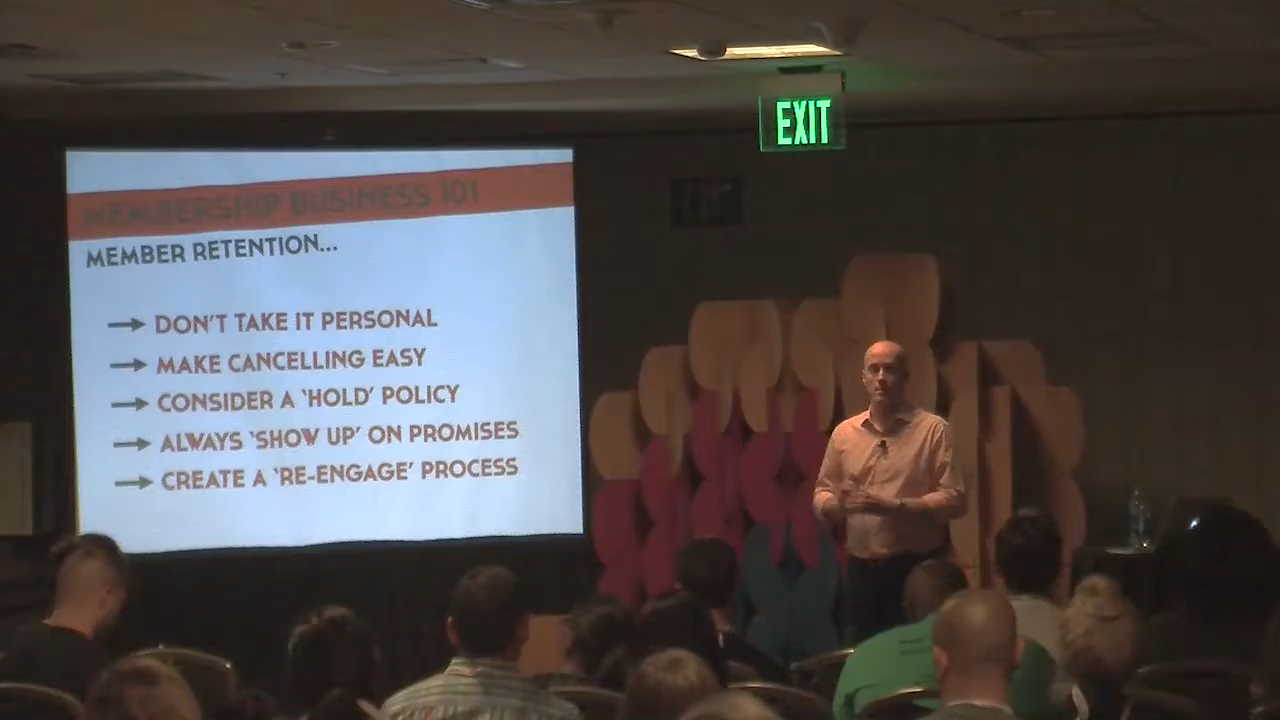 MEMBERSHIP BUSINESS 101
MEMBER RETENTION...
DON'T TAKE IT PERSONAL
MAKE CANCELLING EASY
CONSIDER A 'HOLD' POLICY
ALWAYS 'SHOW UP' ON PROMISES
CREATE A 'RE-ENGAGE' PROCESS
EXIT